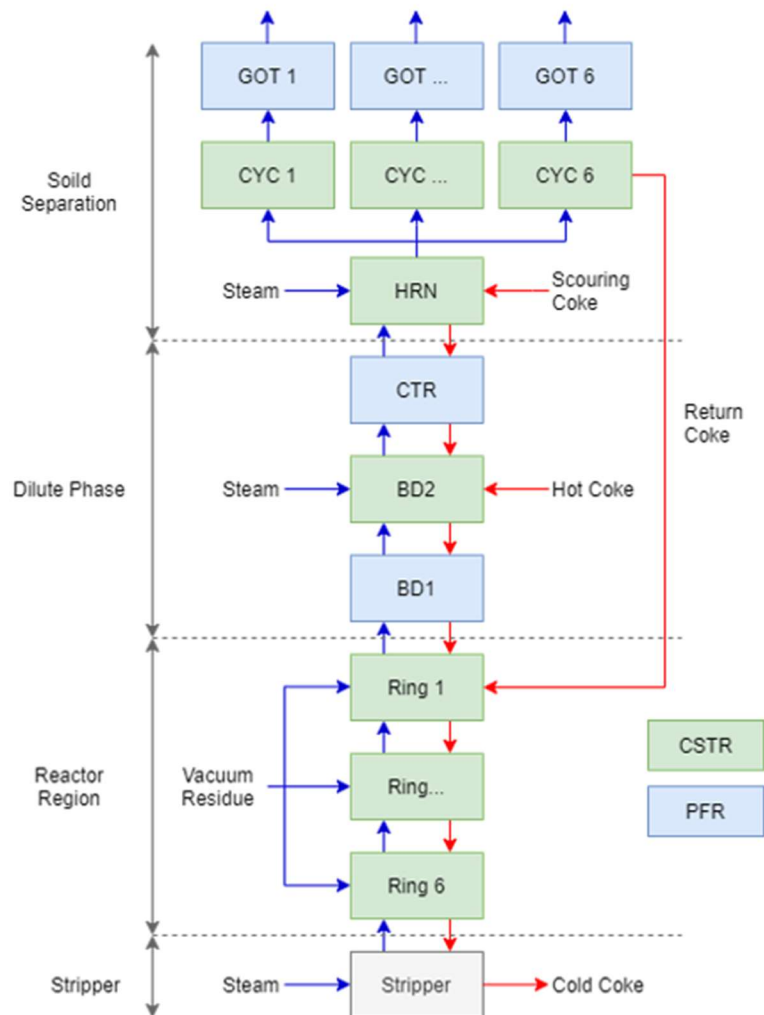 GOT 1
GOT ...
GOT 6
CYC 1
CYC ...
CYC 6
Soild
Separation
Steam
HRN
Scouring
Coke
CTR
Return
Coke
Dilute Phase
Steam
BD2
Hot Coke
BD1
Ring 1
CSTR
Reactor
Region
Vacuum
Residue
Ring...
PFR
Ring 6
Stripper
Steam
Stripper
Cold Coke